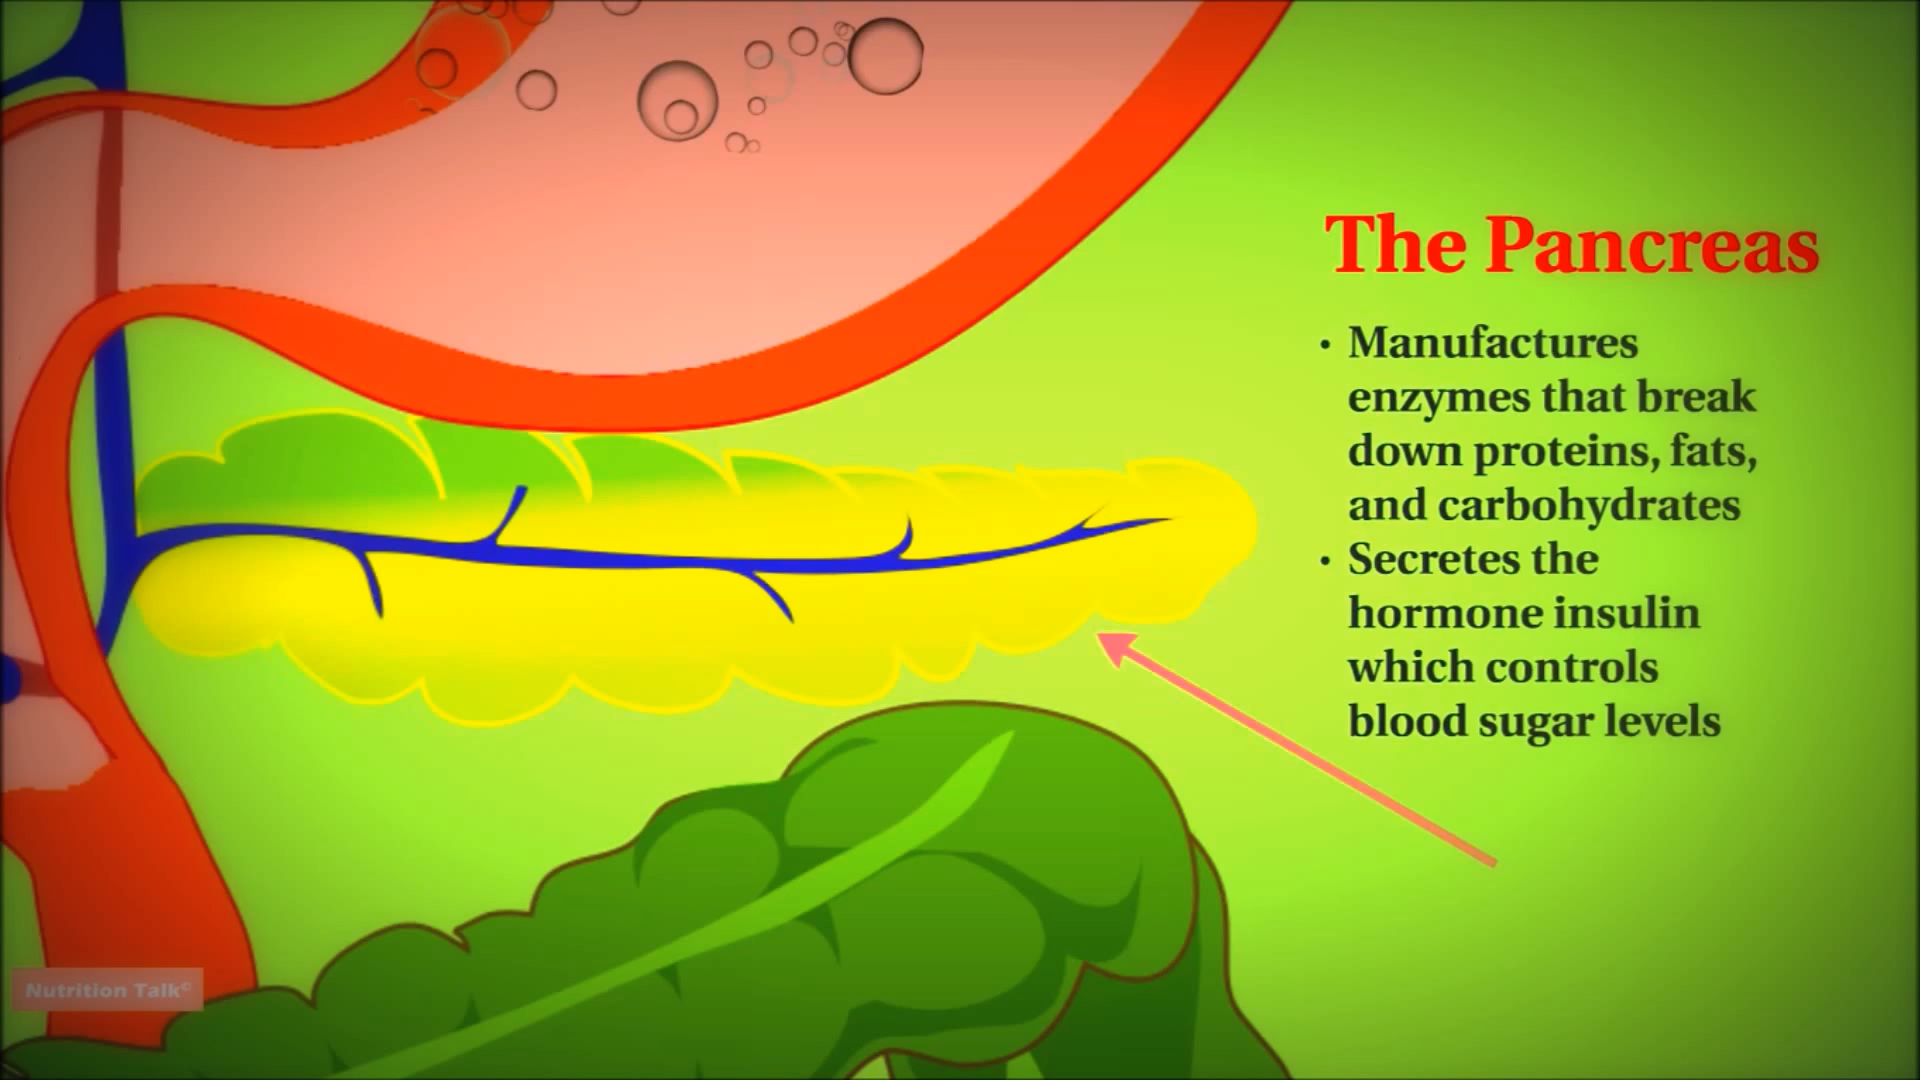 The Pancreas
• Manufactures
enzymes that break
down proteins, fats,
and carbohydrates
• Secretes the
hormone insulin
which controls
blood sugar levels
Nutrition Talk©